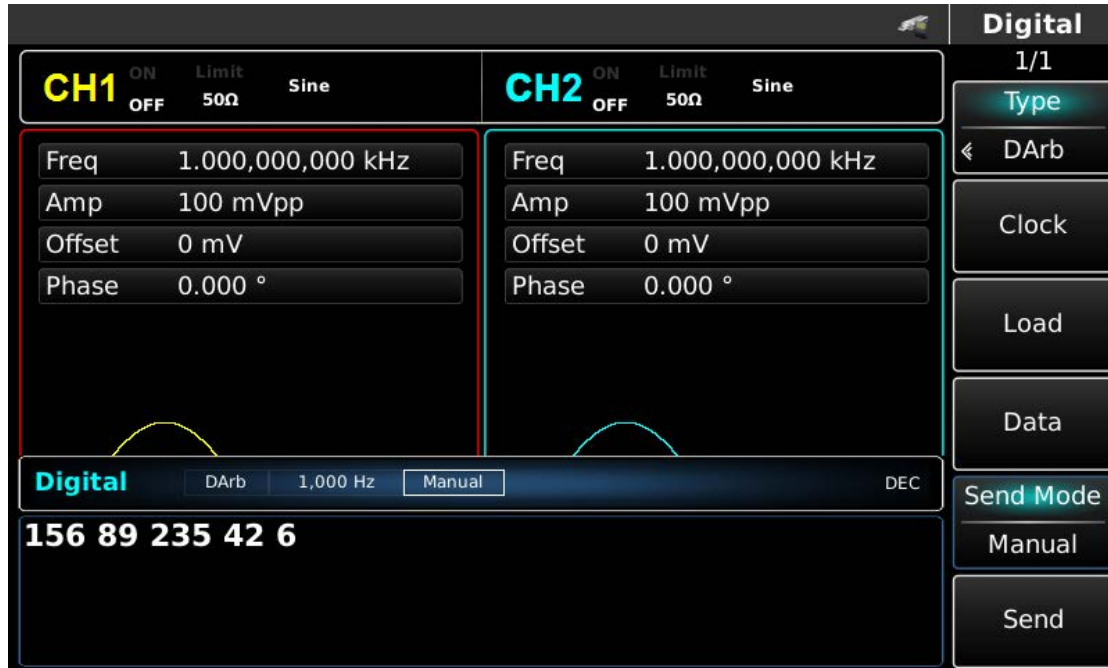 Digital
1/1
CH1 ON OFF Limit 50Ω Sine
CH2 ON OFF Limit 50Ω Sine
Type
DArb
Freq 1.000,000,000 kHz
Amp 100 mVpp
Offset 0 mV
Phase 0.000 °
Freq 1.000,000,000 kHz
Amp 100 mVpp
Offset 0 mV
Phase 0.000 °
Clock
Load
Data
Digital DArb 1,000 Hz Manual DEC
156 89 235 42 6
Send Mode
Manual
Send